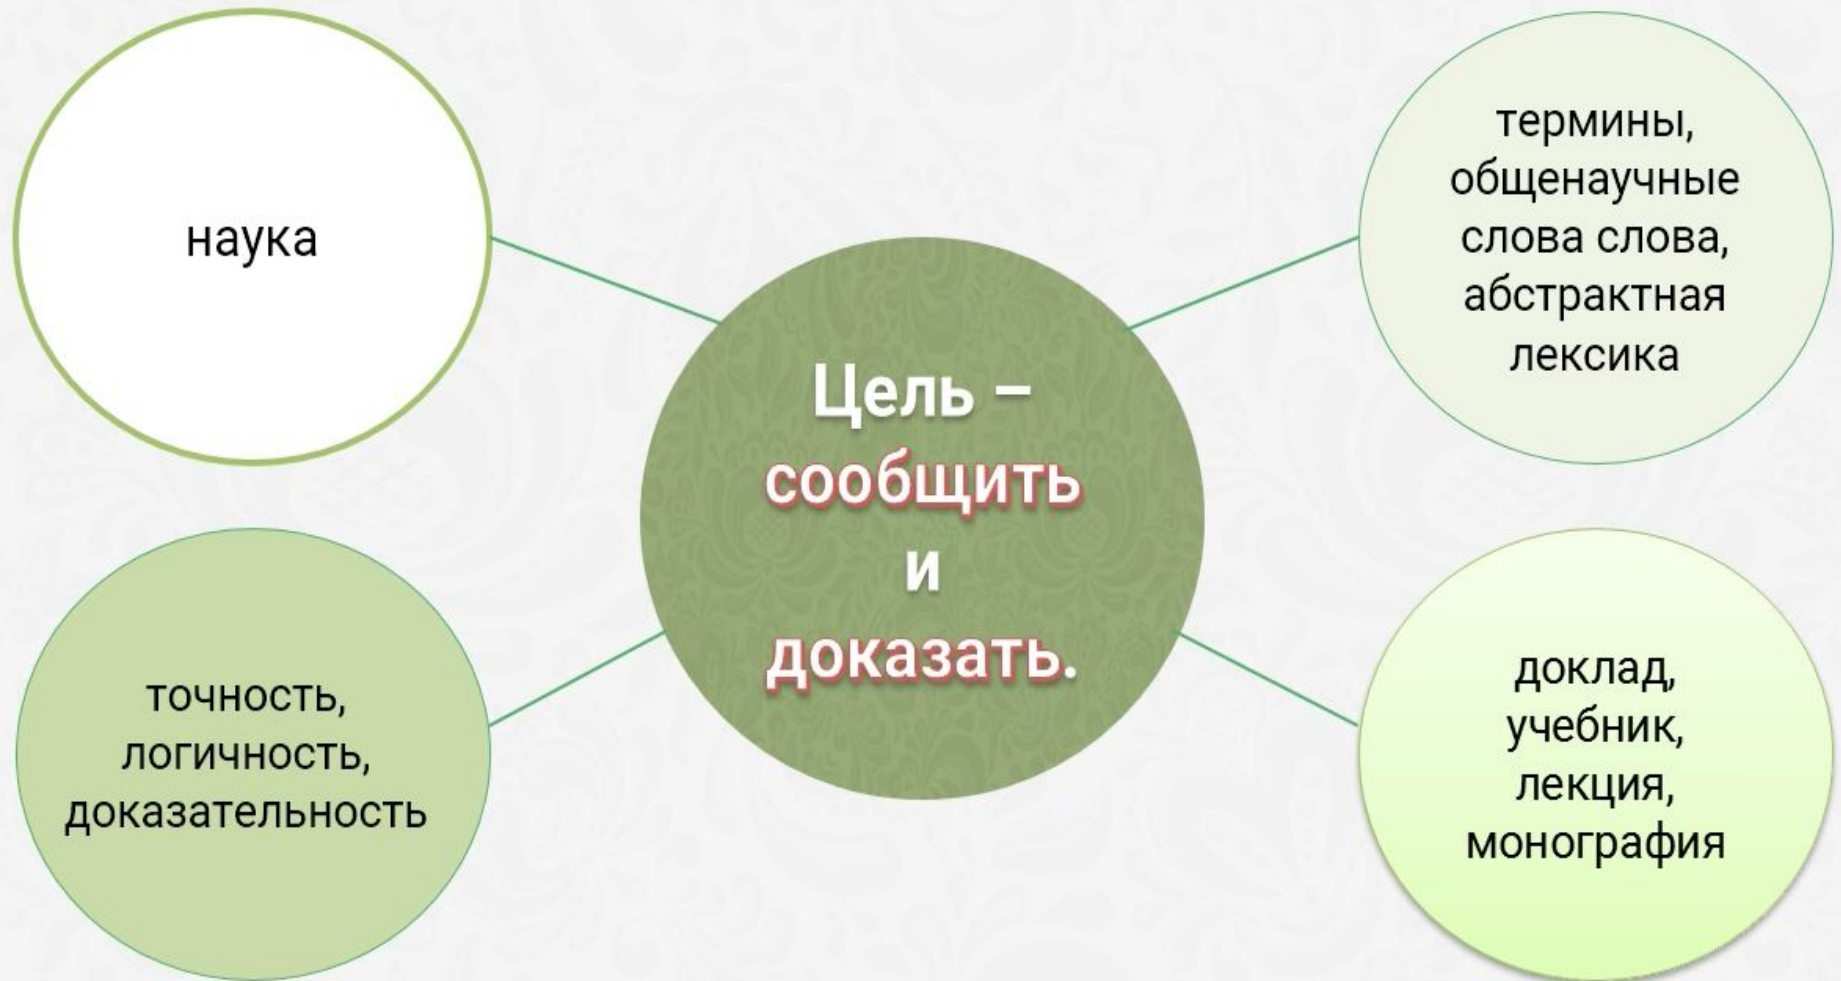 наука
термины,
общенаучные
слова слова,
абстрактная
лексика
Цель –
сообщить
и
доказать.
точность,
логичность,
доказательность
доклад,
учебник,
лекция,
монография